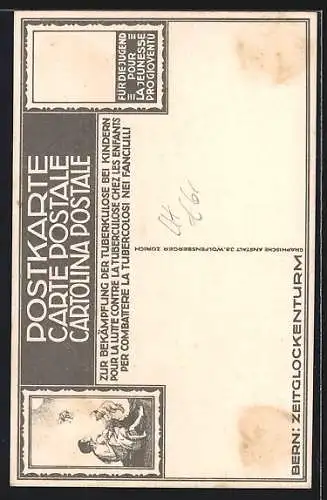 POSTKARTE
CARTE POSTALE
CARTOLINA POSTALE
ZUR BEKÄMPFUNG DER TUBERKULOSE BEI KINDERN
POUR LA LUTTE CONTRE LA TUBERCULOSE CHEZ LES ENFANTS
PER COMBATTERE LA TUBERCOLOSI NEI FANCIULLI
FÜR DIE JUGEND
POUR
LA JEUNESSE
PRO GIOVENTU
GRAPHISCHE ANSTALT J.E. WOLFENSBERGER ZÜRICH
BERN: ZEITGLOCKENTURM